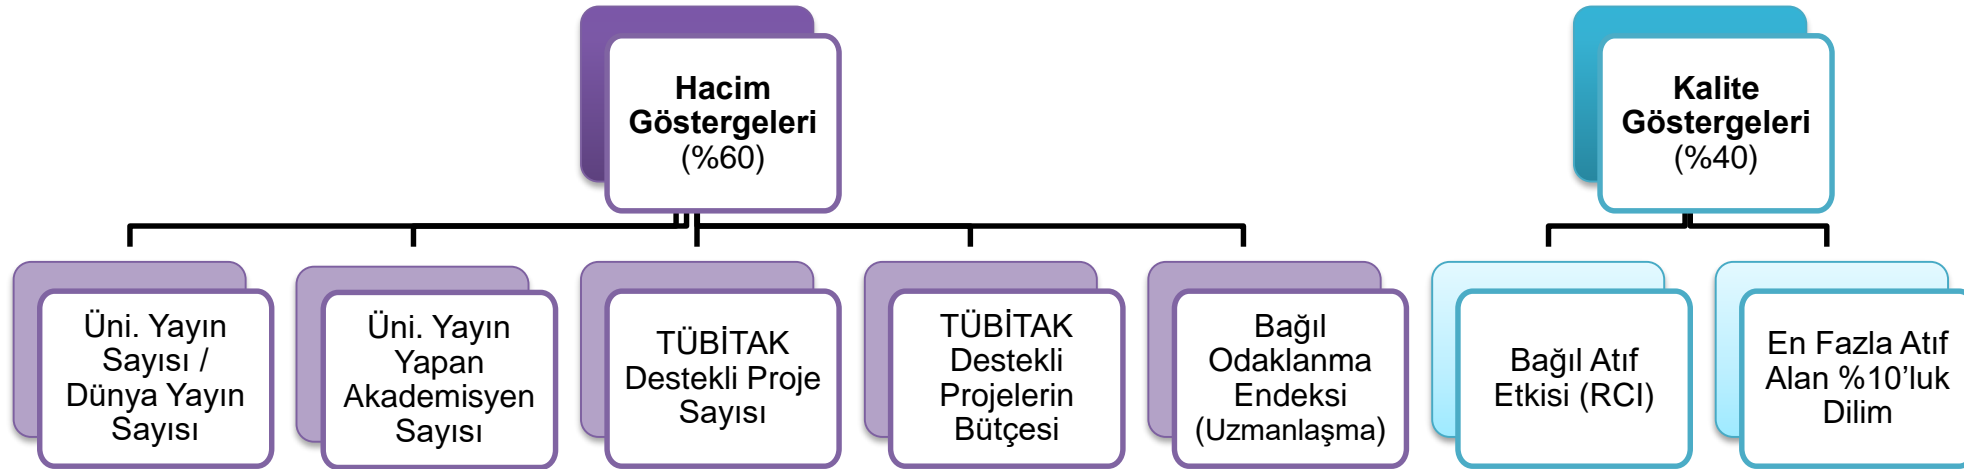 Hacim
Göstergeleri
(%60)
Kalite
Göstergeleri
(%40)
Üni. Yayın
Sayısı /
Dünya Yayın
Sayısı
Üni. Yayın
Yapan
Akademisyen
Sayısı
TÜBİTAK
Destekli Proje
Sayısı
TÜBİTAK
Destekli
Projelerin
Bütçesi
Bağıl
Odaklanma
Endeksi
(Uzmanlaşma)
Bağıl Atıf
Etkisi (RCI)
En Fazla Atıf
Alan %10’luk
Dilim